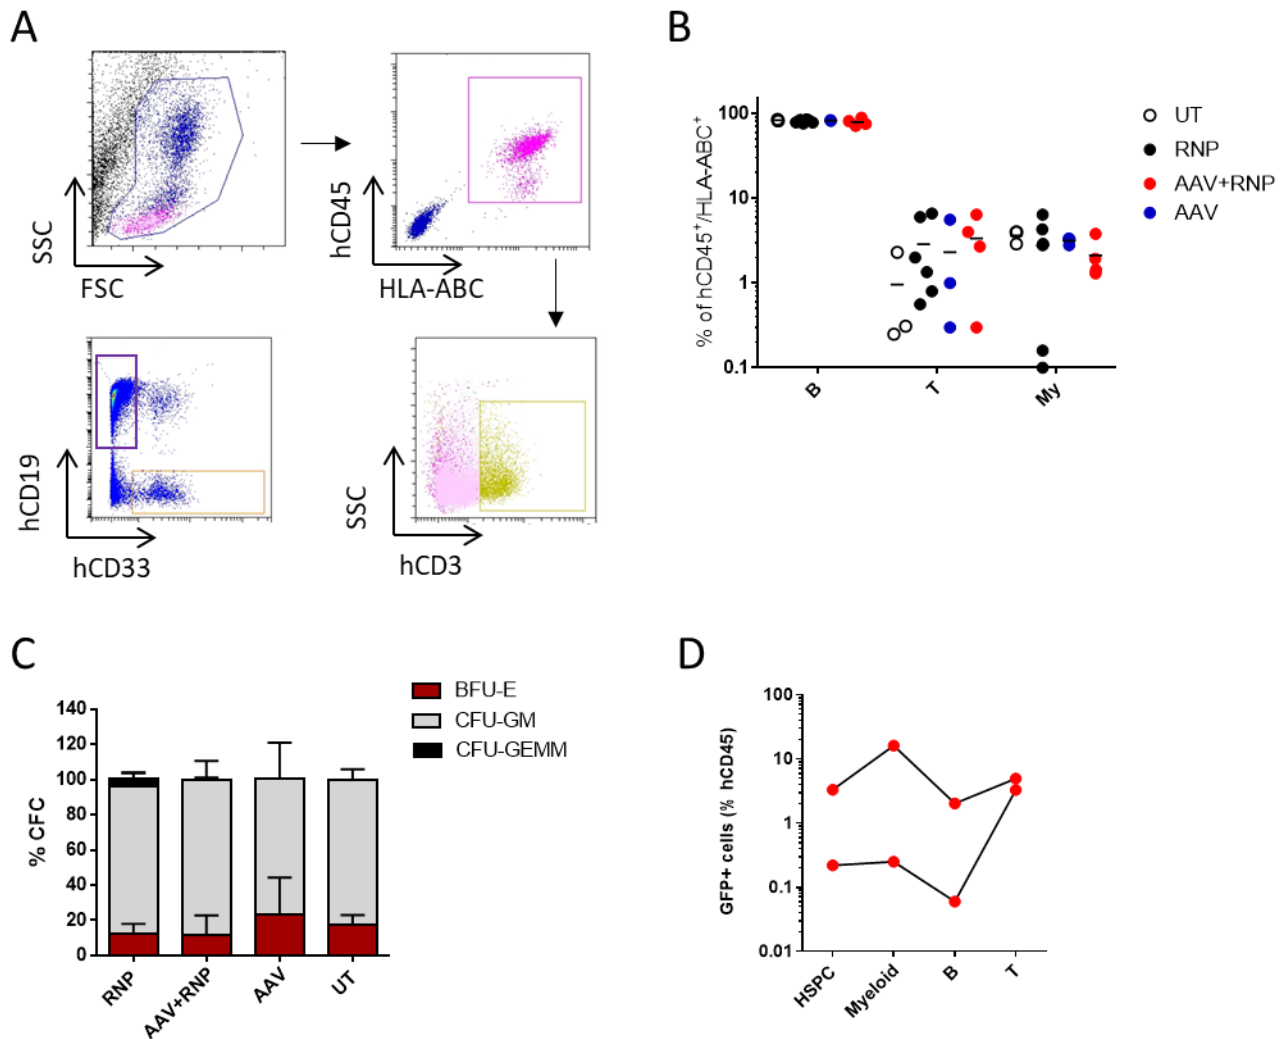 A
SSC
FSC
hCD45
HLA-ABC
hCD19
hCD33
SSC
hCD3
B
% of hCD45⁺/HLA-ABC⁺
100
10
1
0.1
B
T
My
UT
RNP
AAV+RNP
AAV
C
% CFC
140
120
100
80
60
40
20
0
RNP
AAV+RNP
AAV
UT
BFU-E
CFU-GM
CFU-GEMM
D
GFP+ cells (% hCD45)
100
10
1
0.1
0.01
HSPC
Myeloid
B
T